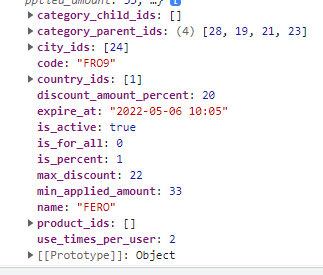 ▶ category_child_ids: []
▶ category_parent_ids: (4) [28, 19, 21, 23]
▶ city_ids: [24]
code: "FRO9"
▶ country_ids: [1]
discount_amount_percent: 20
expire_at: "2022-05-06 10:05"
is_active: true
is_for_all: 0
is_percent: 1
max_discount: 22
min_applied_amount: 33
name: "FERO"
▶ product_ids: []
use_times_per_user: 2
▶ [[Prototype]]: Object